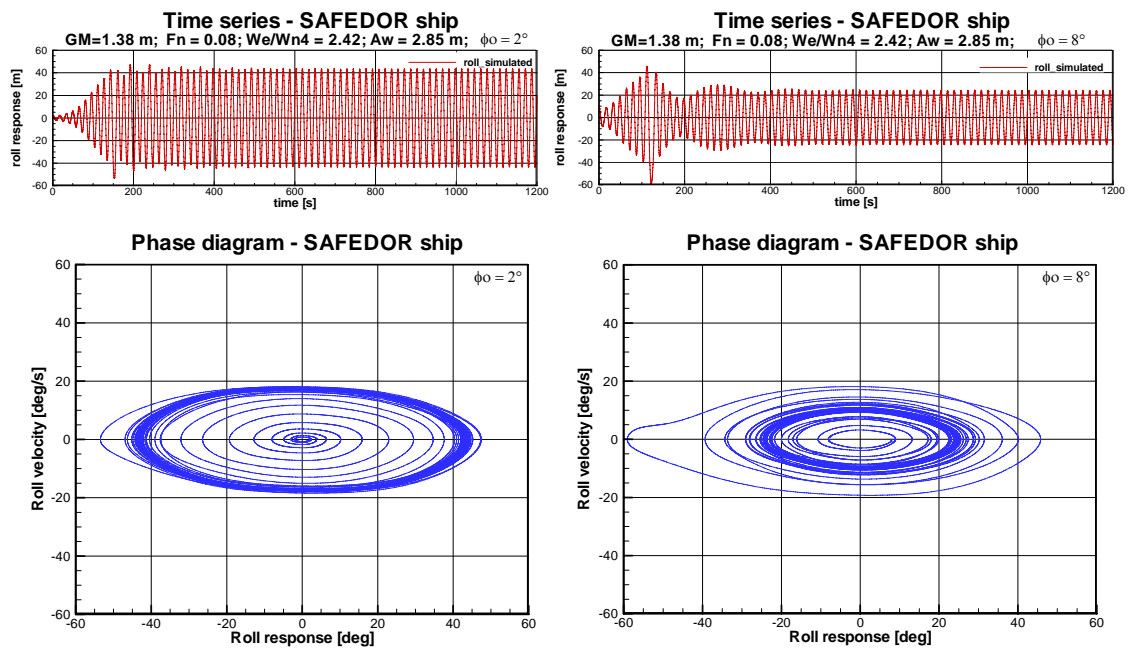 Time series - SAFEDOR ship
GM=1.38 m; Fn = 0.08; We/Wn4 = 2.42; Aw = 2.85 m; ϕo = 2°
roll_simulated
roll response [m]
60
40
20
0
-20
-40
-60
0 200 400 600 800 1000 1200
time [s]
Time series - SAFEDOR ship
GM=1.38 m; Fn = 0.08; We/Wn4 = 2.42; Aw = 2.85 m; ϕo = 8°
roll_simulated
roll response [m]
60
40
20
0
-20
-40
-60
0 200 400 600 800 1000 1200
time [s]
Phase diagram - SAFEDOR ship
ϕo = 2°
Roll velocity [deg/s]
60
40
20
0
-20
-40
-60
-60 -40 -20 0 20 40 60
Roll response [deg]
Phase diagram - SAFEDOR ship
ϕo = 8°
Roll velocity [deg/s]
60
40
20
0
-20
-40
-60
-60 -40 -20 0 20 40 60
Roll response [deg]